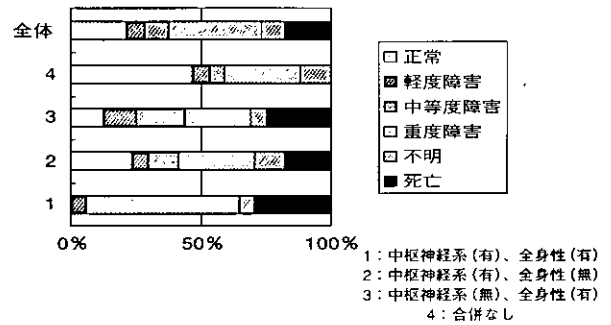 全体
4
3
2
1
0%
50%
100%
正常
軽度障害
中等度障害
重度障害
不明
死亡
1：中枢神経系(有)、全身性(有)
2：中枢神経系(有)、全身性(無)
3：中枢神経系(無)、全身性(有)
4：合併なし